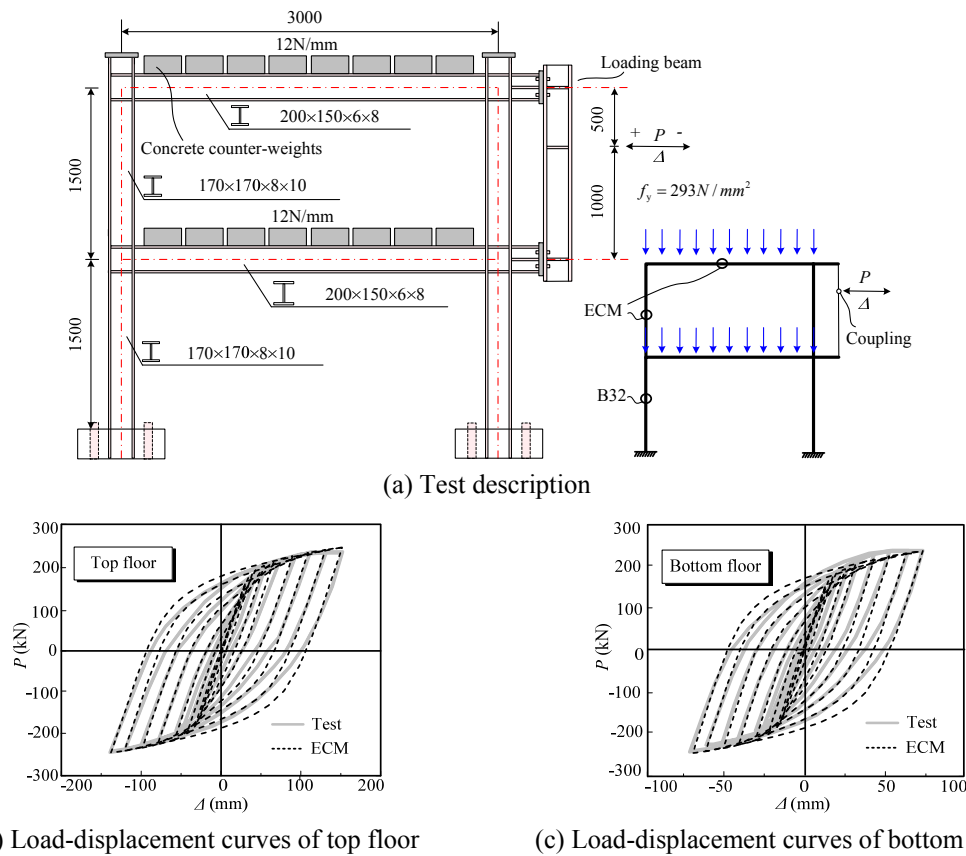 3000
12N/mm
Loading beam
200×150×6×8
Concrete counter-weights
500
+ P -
Δ
1500
170×170×8×10
1000
f_y = 293N / mm²
12N/mm
200×150×6×8
P
Δ
ECM
Coupling
1500
170×170×8×10
B32
(a) Test description
300
Top floor
200
100
P (kN)
0
-100
Test
-200
ECM
-300
-200
-100
0
100
200
Δ (mm)
300
Bottom floor
200
100
P (kN)
0
-100
Test
-200
ECM
-300
-100
-50
0
50
100
Δ (mm)
) Load-displacement curves of top floor
(c) Load-displacement curves of bottom